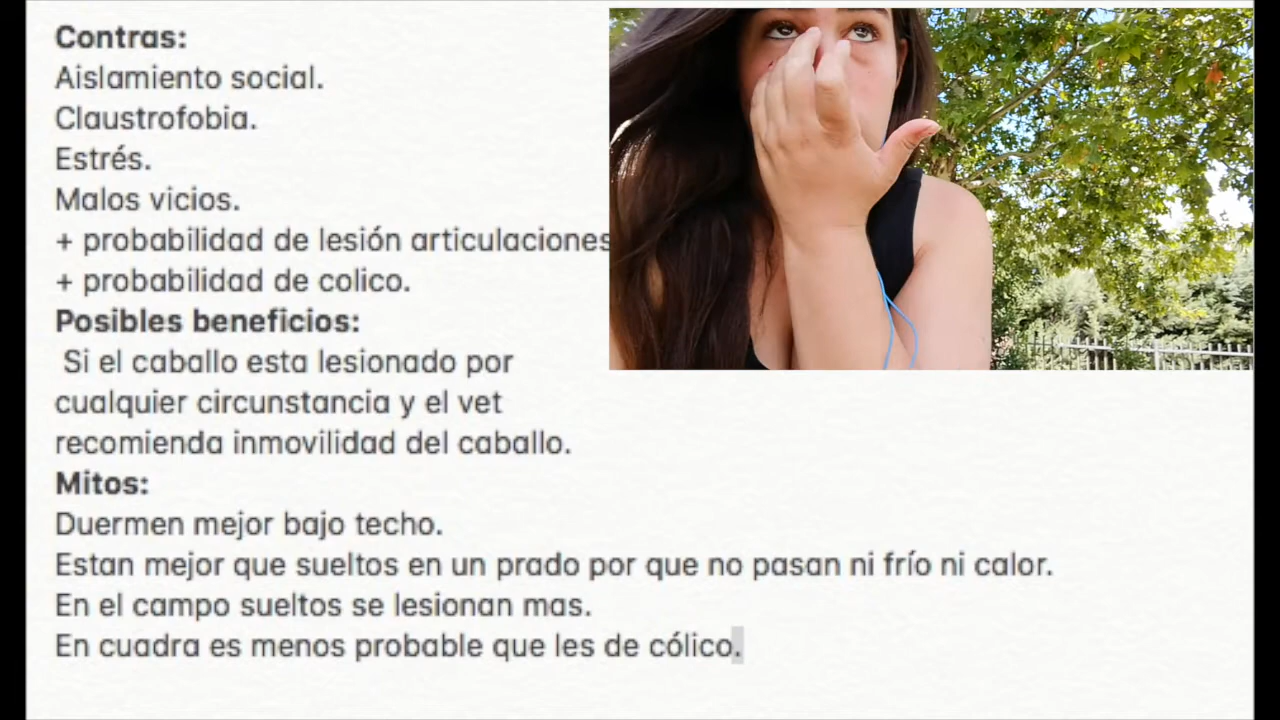 Contras:
Aislamiento social.
Claustrofobia.
Estrés.
Malos vicios.
+ probabilidad de lesión articulaciones
+ probabilidad de colico.
Posibles beneficios:
Si el caballo esta lesionado por
cualquier circunstancia y el vet
recomienda inmovilidad del caballo.
Mitos:
Duermen mejor bajo techo.
Estan mejor que sueltos en un prado por que no pasan ni frío ni calor.
En el campo sueltos se lesionan mas.
En cuadra es menos probable que les de cólico.